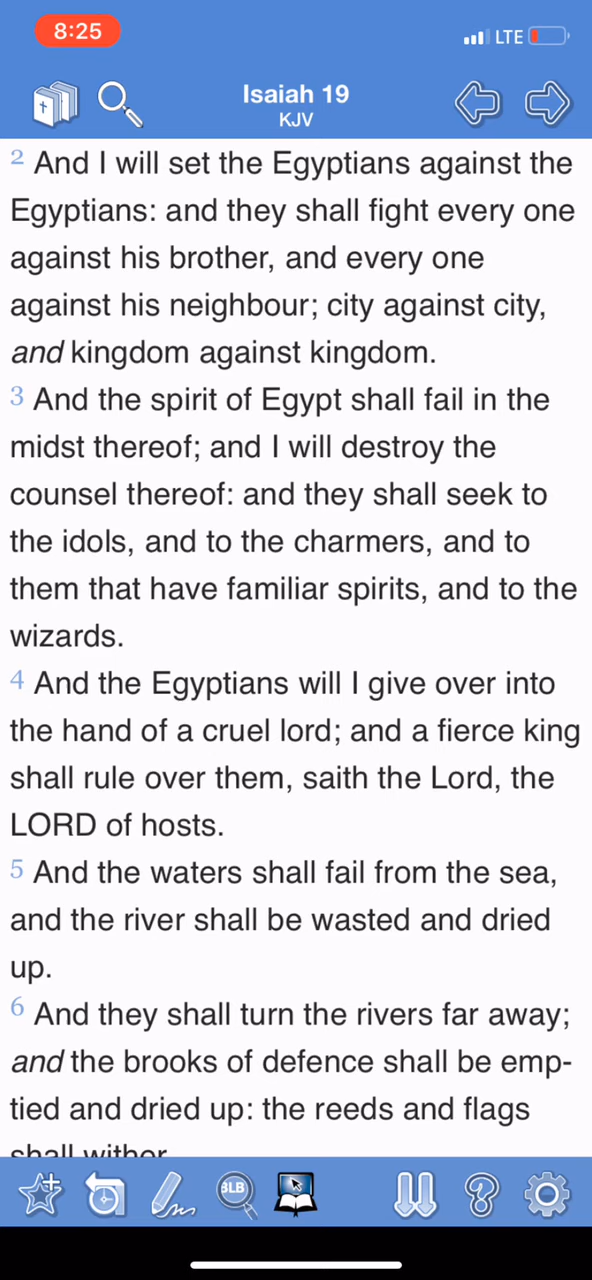 8:25
LTE
Isaiah 19
KJV
2 And I will set the Egyptians against the
Egyptians: and they shall fight every one
against his brother, and every one
against his neighbour; city against city,
and kingdom against kingdom.
3 And the spirit of Egypt shall fail in the
midst thereof; and I will destroy the
counsel thereof: and they shall seek to
the idols, and to the charmers, and to
them that have familiar spirits, and to the
wizards.
4 And the Egyptians will I give over into
the hand of a cruel lord; and a fierce king
shall rule over them, saith the Lord, the
LORD of hosts.
5 And the waters shall fail from the sea,
and the river shall be wasted and dried
up.
6 And they shall turn the rivers far away;
and the brooks of defence shall be emp-
tied and dried up: the reeds and flags
shall wither.
BLB